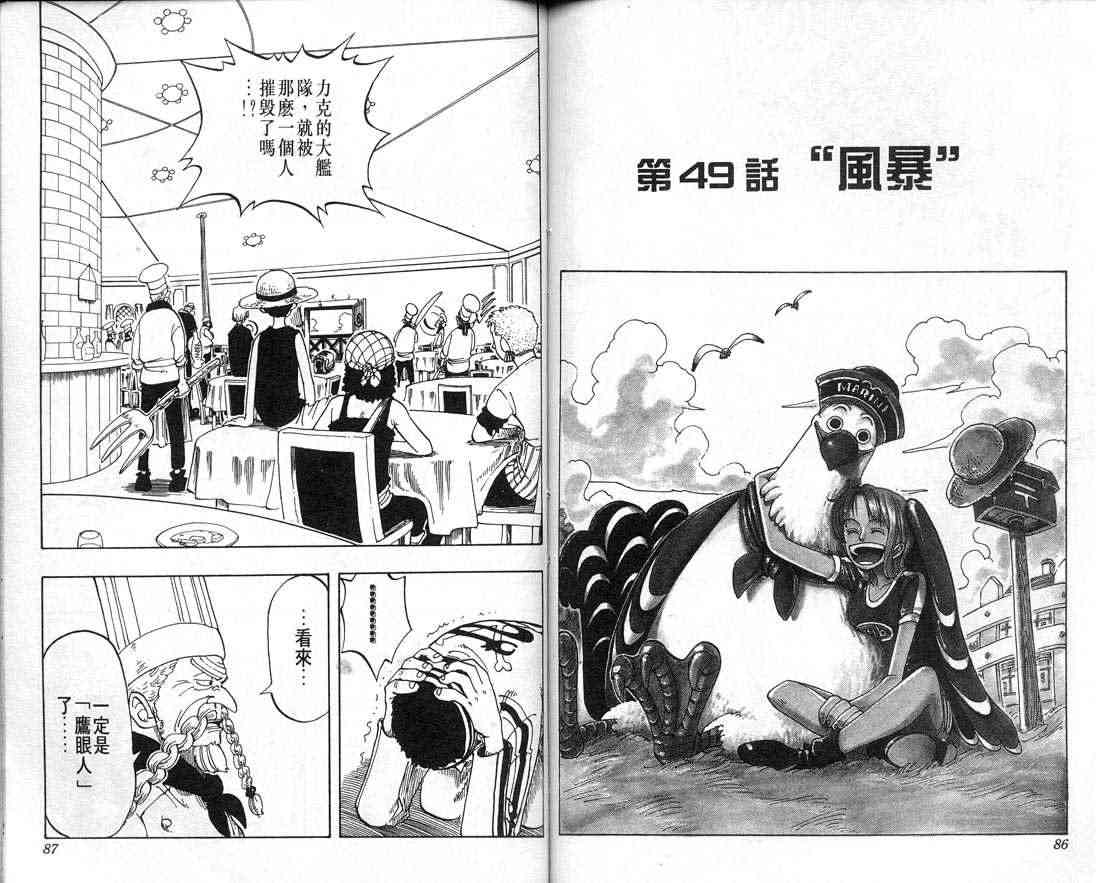 第49話 “風暴”
MARINE
86
力克的大艦
隊，就被
那麼一個人
摧毀了嗎
…?!
…看來…
一定是
「鷹眼人」
了……
87